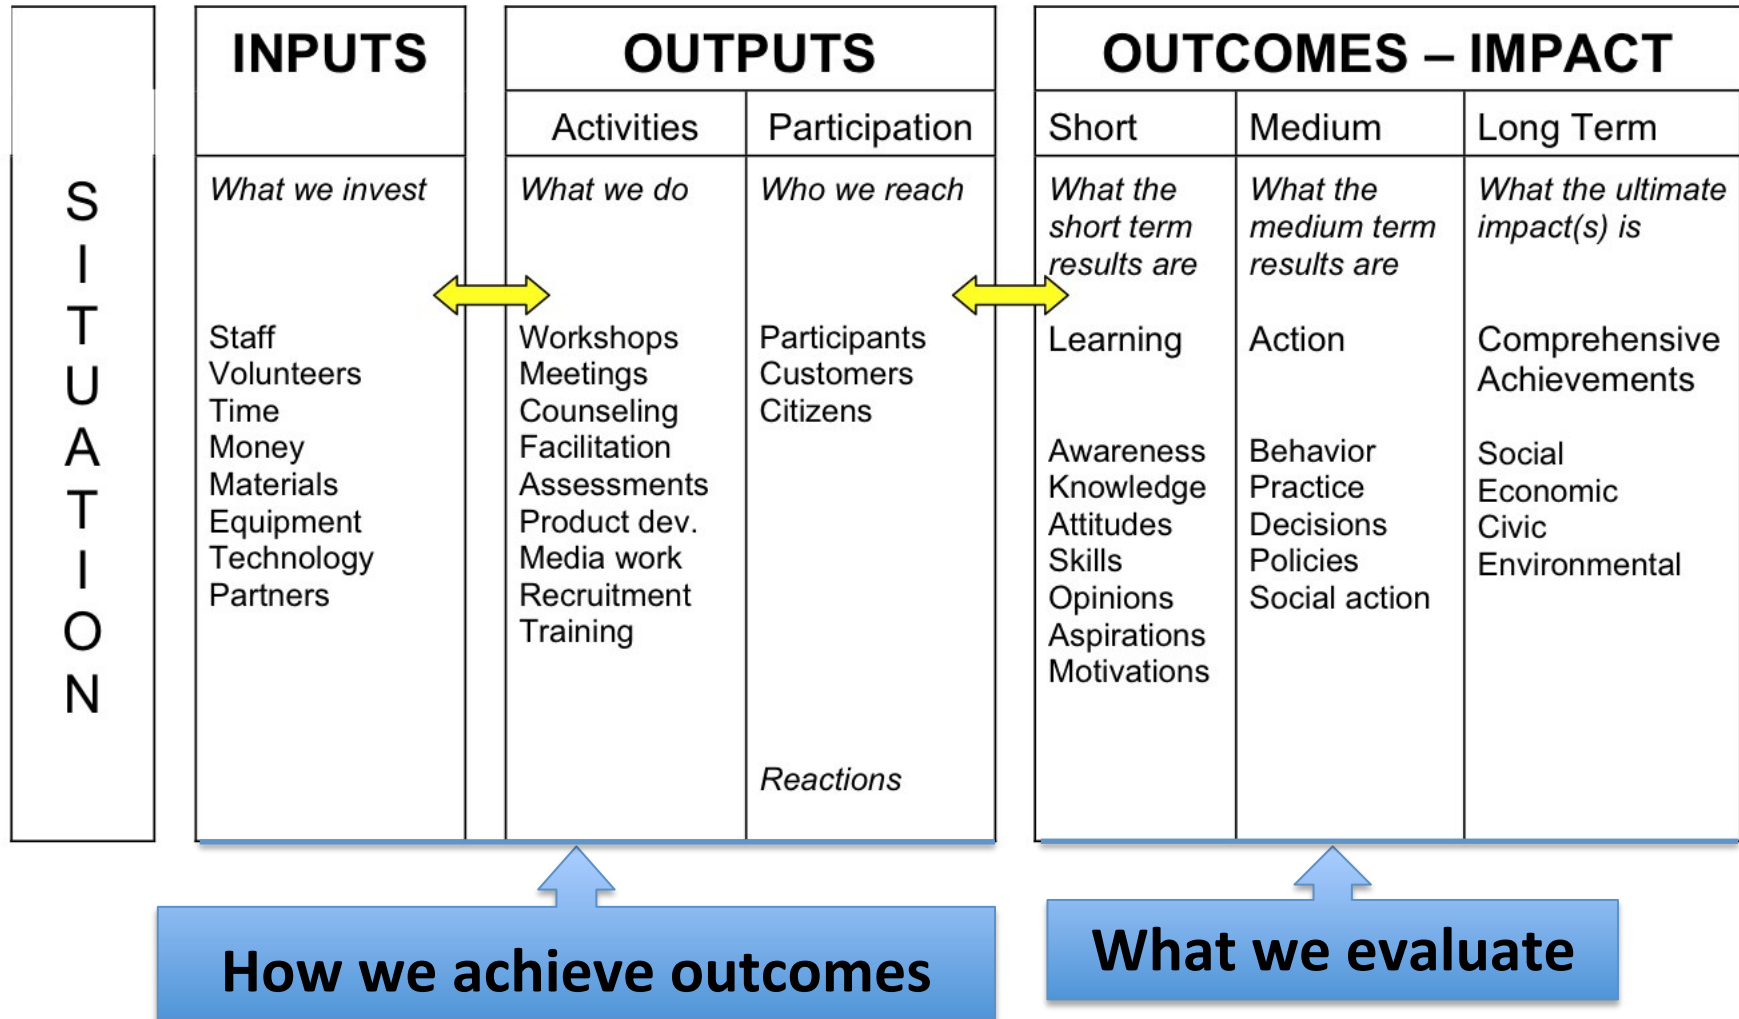 SITUATION
INPUTS
What we invest
Staff
Volunteers
Time
Money
Materials
Equipment
Technology
Partners
OUTPUTS
Activities
What we do
Workshops
Meetings
Counseling
Facilitation
Assessments
Product dev.
Media work
Recruitment
Training
Participation
Who we reach
Participants
Customers
Citizens
Reactions
OUTCOMES – IMPACT
Short
What the
short term
results are
Learning
Awareness
Knowledge
Attitudes
Skills
Opinions
Aspirations
Motivations
Medium
What the
medium term
results are
Action
Behavior
Practice
Decisions
Policies
Social action
Long Term
What the ultimate
impact(s) is
Comprehensive
Achievements
Social
Economic
Civic
Environmental
How we achieve outcomes
What we evaluate